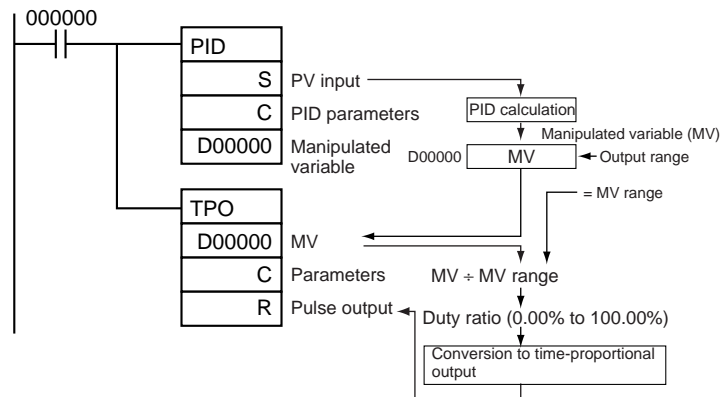 000000
PID
S PV input
C PID parameters
D00000 Manipulated
variable
PID calculation
Manipulated variable (MV)
D00000 MV Output range
= MV range
TPO
D00000 MV
C Parameters
R Pulse output
MV ÷ MV range
Duty ratio (0.00% to 100.00%)
Conversion to time-proportional
output